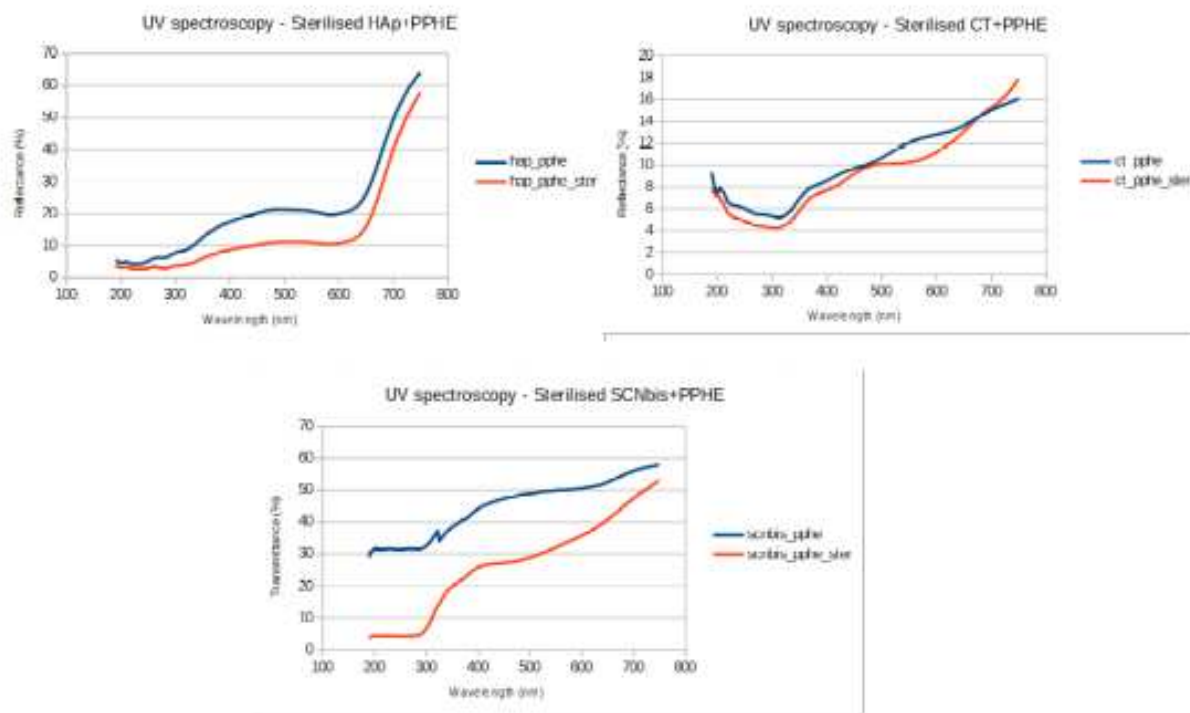 UV spectroscopy - Sterilised HAp+PPHE
70
60
50
40
30
20
10
0
Reflectance (%)
100 200 300 400 500 600 700 800
Wavelength (nm)
hap_pphe
hap_pphe_ster
UV spectroscopy - Sterilised CT+PPHE
20
18
16
14
12
10
8
6
4
2
0
Reflectance (%)
100 200 300 400 500 600 700 800
Wavelength (nm)
ct_pphe
ct_pphe_ster
UV spectroscopy - Sterilised SCNbis+PPHE
70
60
50
40
30
20
10
0
Transmittance (%)
100 200 300 400 500 600 700 800
Wavelength (nm)
scnbis_pphe
scnbis_pphe_ster